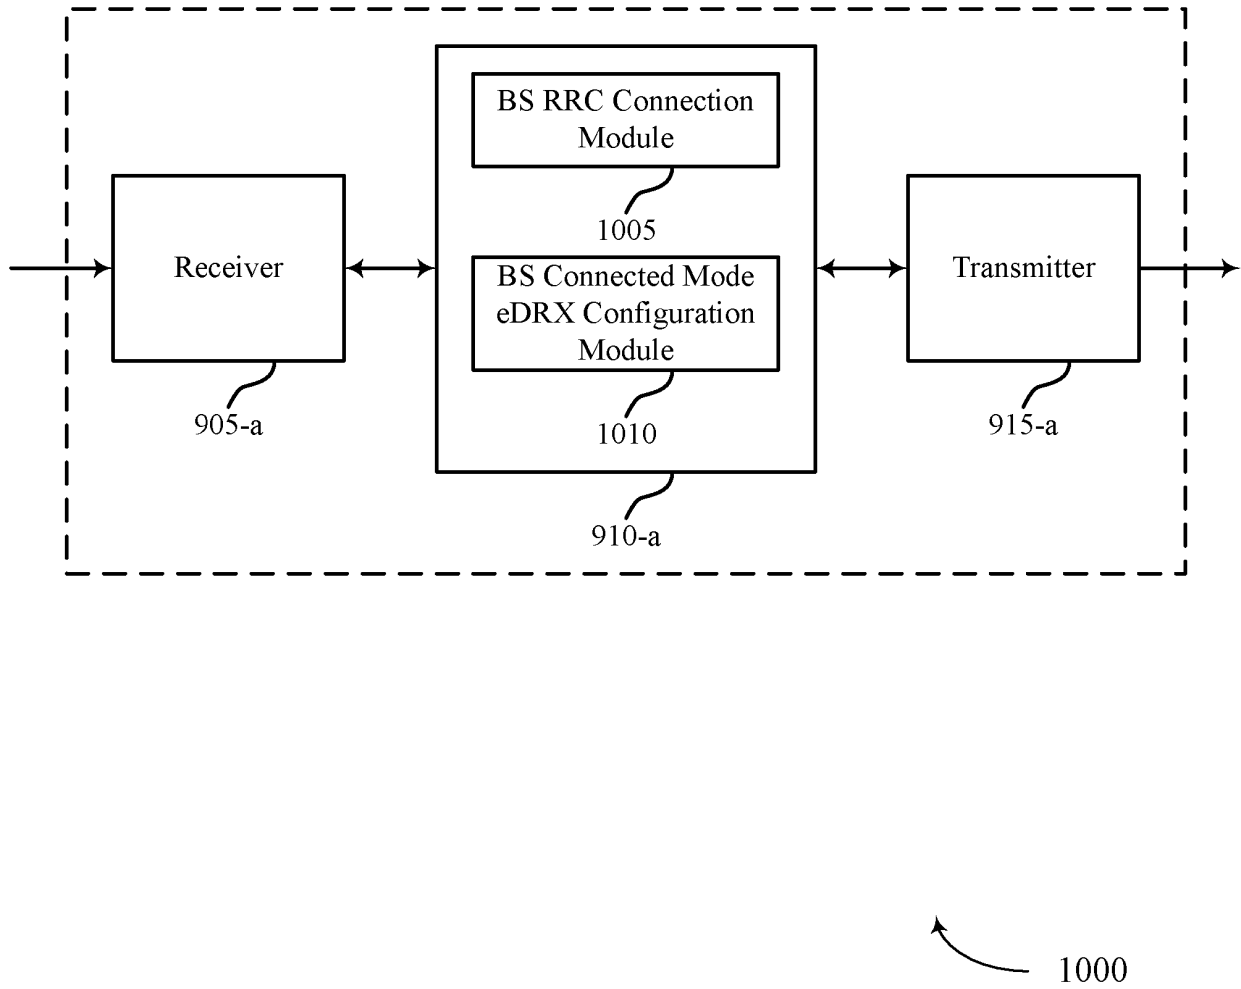 BS RRC Connection
Module
1005
Receiver
905-a
BS Connected Mode
eDRX Configuration
Module
1010
910-a
Transmitter
915-a
1000